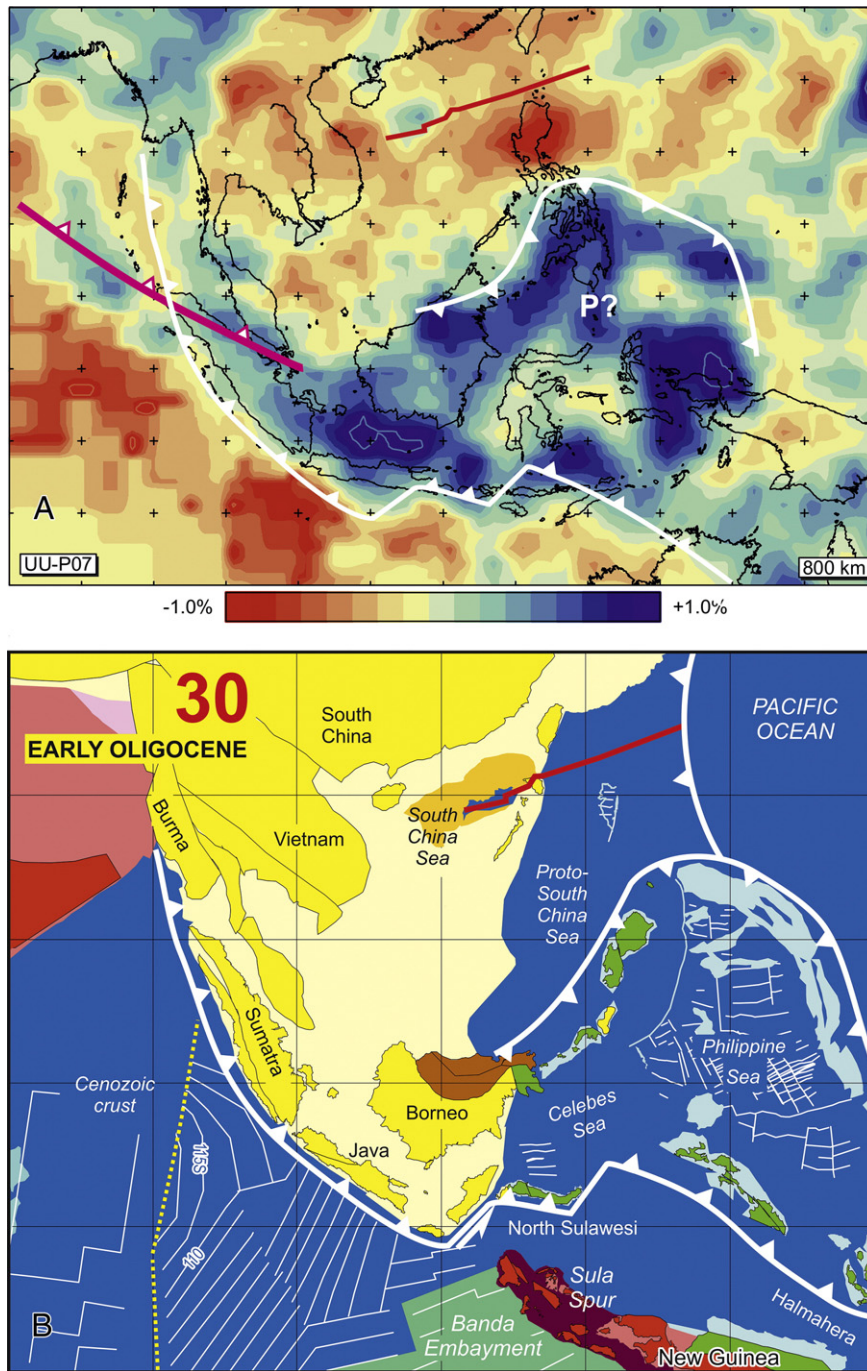 P?
A
UU-P07
800 km
-1.0%
+1.0%
30
EARLY OLIGOCENE
South
China
PACIFIC
OCEAN
Burma
Vietnam
South
China
Sea
Proto-
South
China
Sea
Sumatra
Philippine
Sea
Cenozoic
crust
Borneo
Celebes
Sea
115S
Java
110
North Sulawesi
Sula
Spur
Halmahera
B
Banda
Embayment
New Guinea